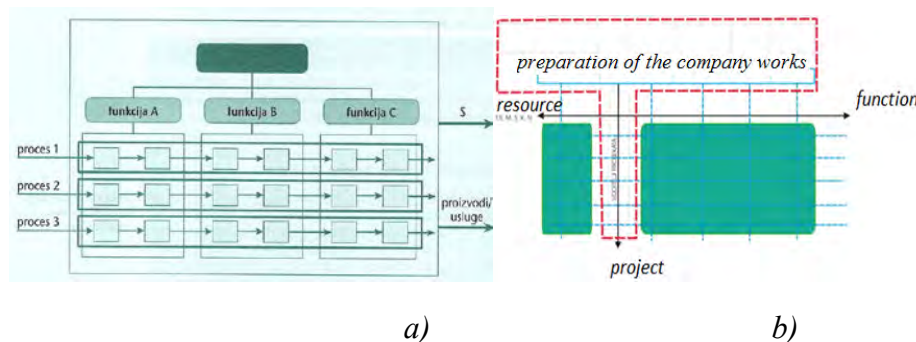 funkcija A
funkcija B
funkcija C
S
proces 1
proces 2
proces 3
proizvodi/
usluge
preparation of the company works
resource
function
project
a)
b)